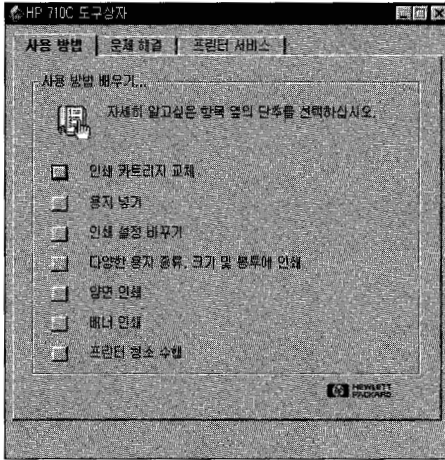 HP 710C 도구상자
사용 방법 문제 해결 프린터 서비스
사용 방법 배우기...
자세히 알고싶은 항목 옆의 단추를 선택하십시오.
인쇄 카트리지 교체
용지 넣기
인쇄 설정 바꾸기
다양한 용지 종류, 크기 및 봉투에 인쇄
양면 인쇄
배너 인쇄
프린터 청소 수행
hp HEWLETT
PACKARD